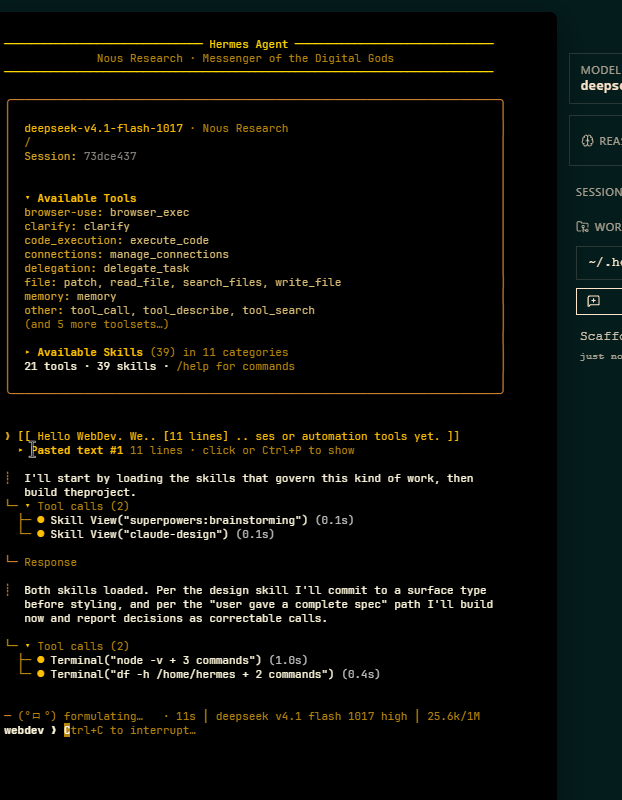 Hermes Agent
Nous Research · Messenger of the Digital Gods
deepseek-v4.1-flash-1017 · Nous Research
/
Session: 73dce437
▾ Available Tools
browser-use: browser_exec
clarify: clarify
code_execution: execute_code
connections: manage_connections
delegation: delegate_task
file: patch, read_file, search_files, write_file
memory: memory
other: tool_call, tool_describe, tool_search
(and 5 more toolsets…)
▸ Available Skills (39) in 11 categories
21 tools · 39 skills · /help for commands
❯ [[ Hello WebDev. We.. [11 lines] .. ses or automation tools yet. ]]
▸ Pasted text #1 11 lines · click or Ctrl+P to show
I'll start by loading the skills that govern this kind of work, then
build theproject.
└─ ▾ Tool calls (2)
├─ ● Skill View("superpowers:brainstorming") (0.1s)
└─ ● Skill View("claude-design") (0.1s)
└─ Response
Both skills loaded. Per the design skill I'll commit to a surface type
before styling, and per the "user gave a complete spec" path I'll build
now and report decisions as correctable calls.
└─ ▾ Tool calls (2)
├─ ● Terminal("node -v + 3 commands") (1.0s)
└─ ● Terminal("df -h /home/hermes + 2 commands") (0.4s)
─ (°ロ°) formulating… · 11s │ deepseek v4.1 flash 1017 high │ 25.6k/1M
webdev ❯ Ctrl+C to interrupt…
MODEL
deeps
REAS
SESSION
WOR
~/.he
Scaffo
just no